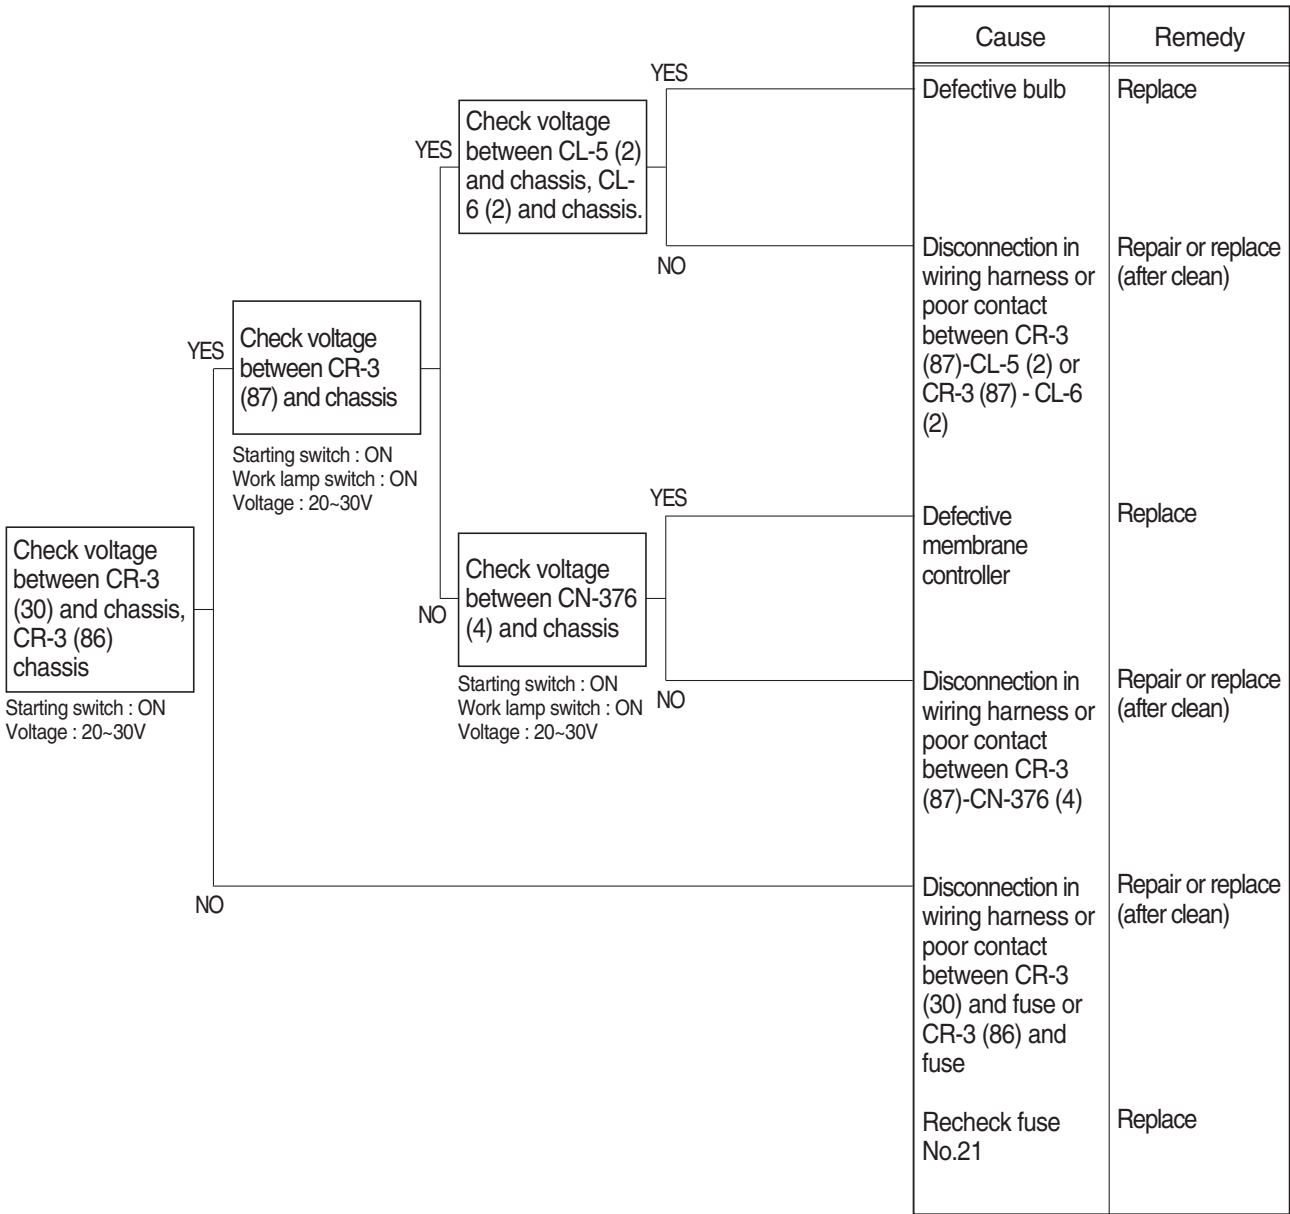 Cause
Remedy
YES
Defective bulb
Replace
Check voltage
between CL-5 (2)
and chassis, CL-
6 (2) and chassis.
YES
NO
Disconnection in
wiring harness or
poor contact
between CR-3
(87)-CL-5 (2) or
CR-3 (87) - CL-6
(2)
Repair or replace
(after clean)
YES
Check voltage
between CR-3
(87) and chassis
Starting switch : ON
Work lamp switch : ON
Voltage : 20~30V
YES
Defective
membrane
controller
Replace
Check voltage
between CR-3
(30) and chassis,
CR-3 (86)
chassis
Starting switch : ON
Voltage : 20~30V
NO
Check voltage
between CN-376
(4) and chassis
Starting switch : ON
Work lamp switch : ON
Voltage : 20~30V
NO
Disconnection in
wiring harness or
poor contact
between CR-3
(87)-CN-376 (4)
Repair or replace
(after clean)
NO
Disconnection in
wiring harness or
poor contact
between CR-3
(30) and fuse or
CR-3 (86) and
fuse
Repair or replace
(after clean)
Recheck fuse
No.21
Replace